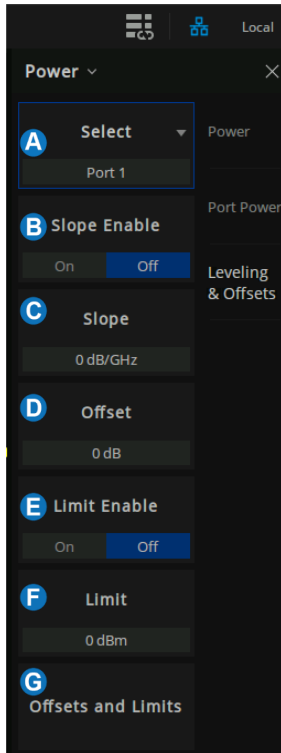 Local
Power
A
Select
Port 1
Power
B
Slope Enable
On Off
Port Power
C
Slope
0 dB/GHz
Leveling
& Offsets
D
Offset
0 dB
E
Limit Enable
On Off
F
Limit
0 dBm
G
Offsets and Limits